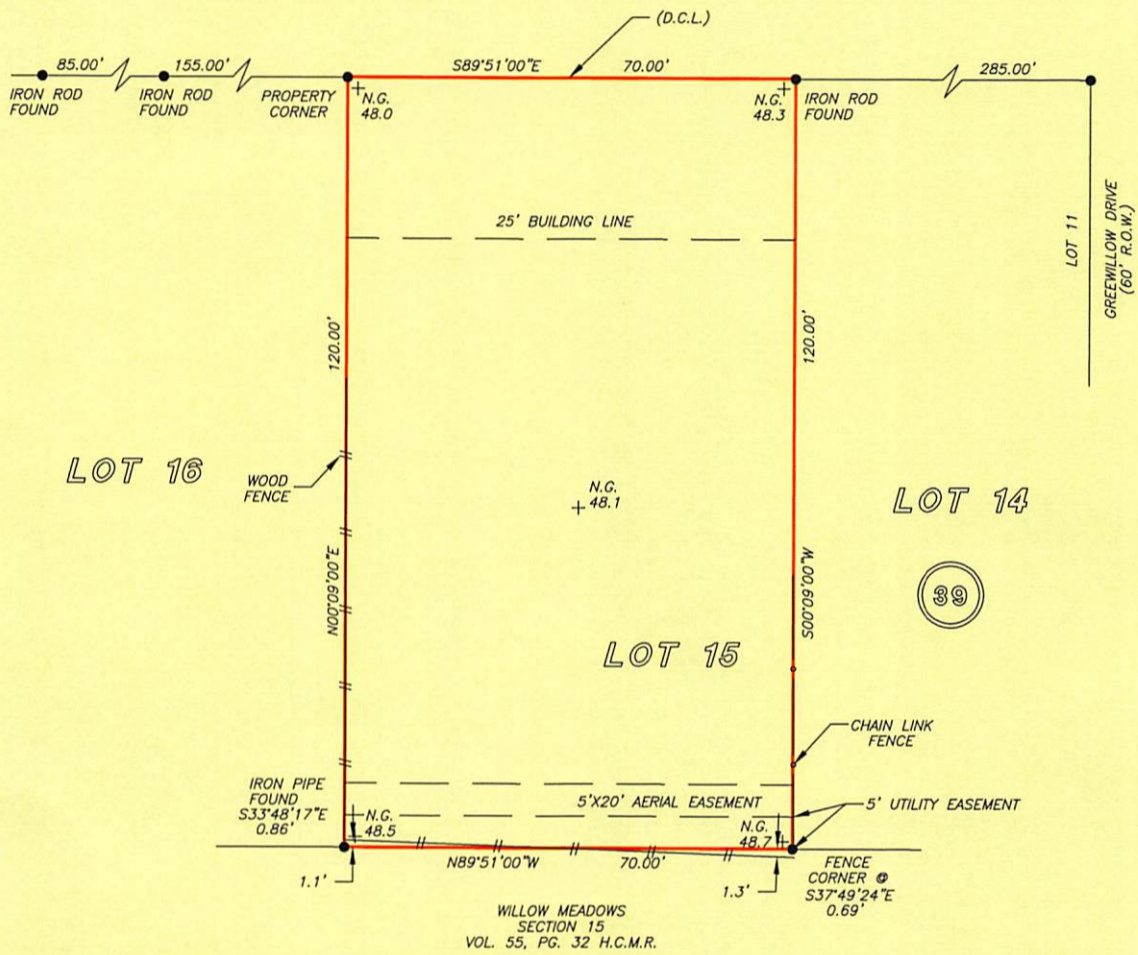 (D.C.L.)
85.00'
155.00'
S89°51'00"E
70.00'
285.00'
IRON ROD
FOUND
IRON ROD
FOUND
PROPERTY
CORNER
N.G.
48.0
N.G.
48.3
IRON ROD
FOUND
LOT 11
GREEWILLOW DRIVE
(60' R.O.W.)
25' BUILDING LINE
120.00'
120.00'
LOT 16
WOOD
FENCE
N.G.
48.1
LOT 14
39
N00°09'00"E
S00°09'00"W
LOT 15
CHAIN LINK
FENCE
IRON PIPE
FOUND
S33°48'17"E
0.86'
5'X20' AERIAL EASEMENT
5' UTILITY EASEMENT
N.G.
48.5
N.G.
48.7
N89°51'00"W
70.00'
1.1'
1.3'
FENCE
CORNER @
S37°49'24"E
0.69'
WILLOW MEADOWS
SECTION 15
VOL. 55, PG. 32 H.C.M.R.